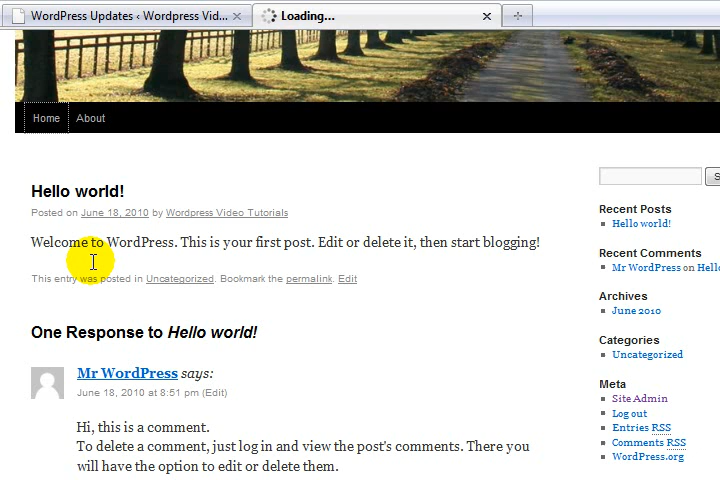 WordPress Updates ‹ Wordpress Vid...
Loading...
Home
About
Hello world!
Posted on June 18, 2010 by Wordpress Video Tutorials
Welcome to WordPress. This is your first post. Edit or delete it, then start blogging!
This entry was posted in Uncategorized. Bookmark the permalink. Edit
One Response to Hello world!
Mr WordPress says:
June 18, 2010 at 8:51 pm (Edit)
Hi, this is a comment.
To delete a comment, just log in and view the post's comments. There you
will have the option to edit or delete them.
S
Recent Posts
Hello world!
Recent Comments
Mr WordPress on Hello
Archives
June 2010
Categories
Uncategorized
Meta
Site Admin
Log out
Entries RSS
Comments RSS
WordPress.org